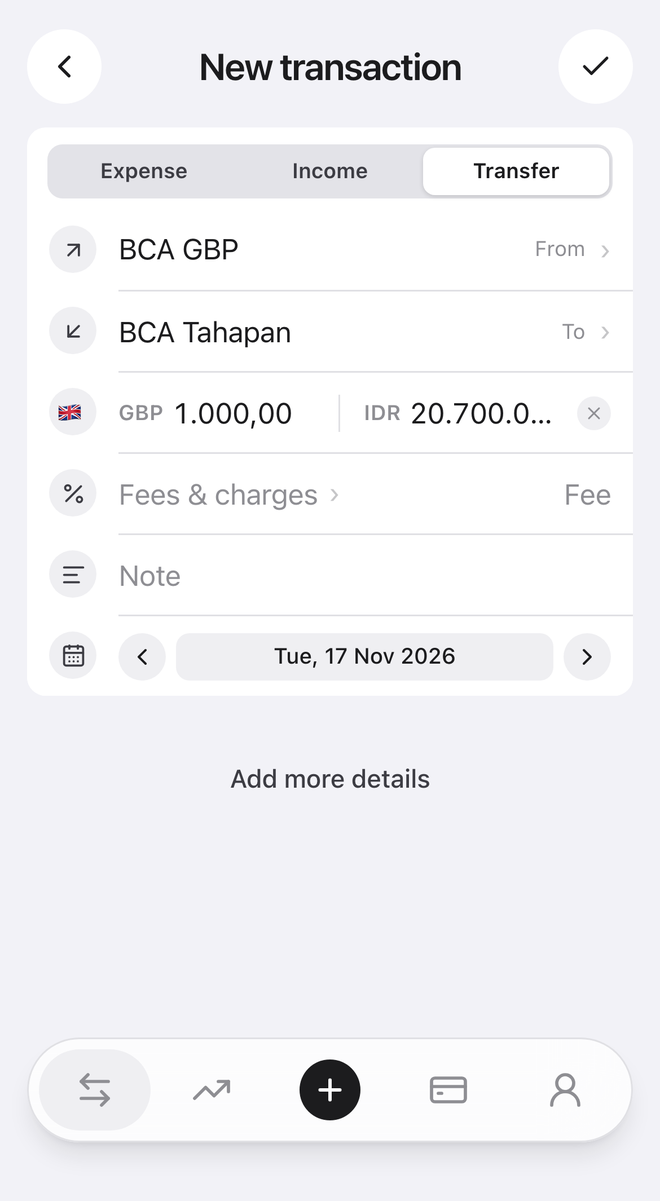 New transaction
Expense Income Transfer
BCA GBP From
BCA Tahapan To
GBP 1.000,00 IDR 20.700.0...
Fees & charges Fee
Note
Tue, 17 Nov 2026
Add more details